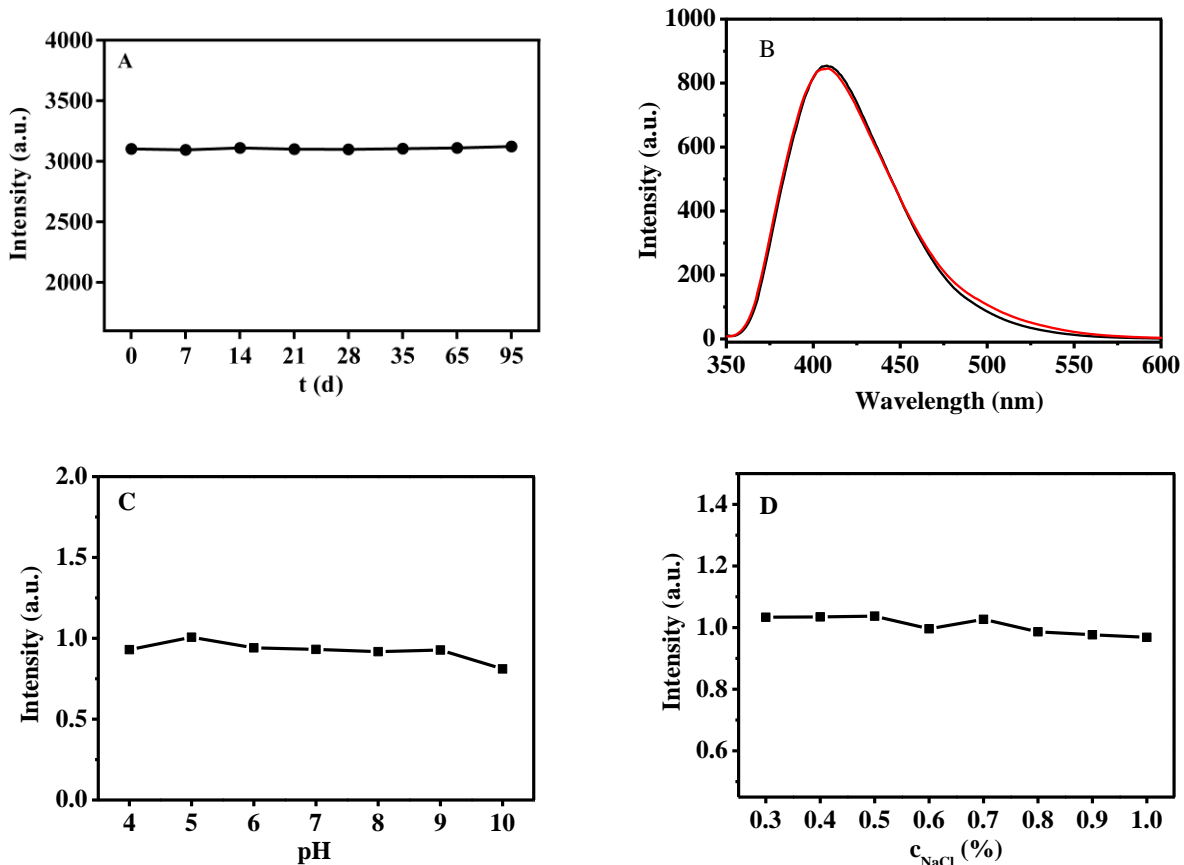 A
4000
3500
3000
2500
2000
Intensity (a.u.)
0 7 14 21 28 35 65 95
t (d)
B
1000
800
600
400
200
0
Intensity (a.u.)
350 400 450 500 550 600
Wavelength (nm)
C
2.0
1.5
1.0
0.5
0.0
Intensity (a.u.)
4 5 6 7 8 9 10
pH
D
1.4
1.2
1.0
0.8
0.6
Intensity (a.u.)
0.3 0.4 0.5 0.6 0.7 0.8 0.9 1.0
c_NaCl (%)